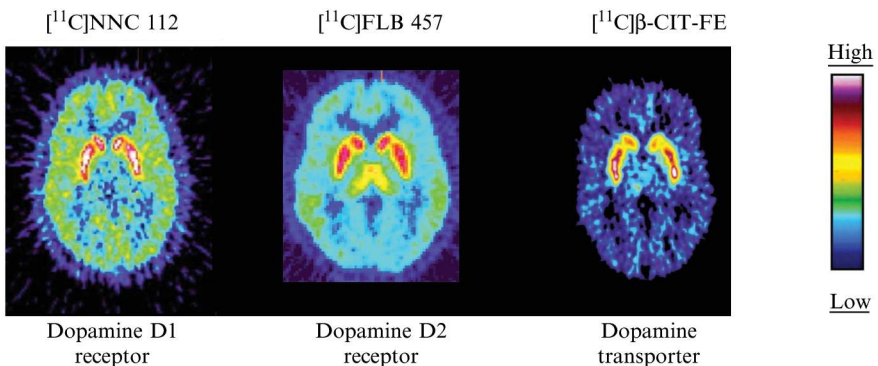 [¹¹C]NNC 112
[¹¹C]FLB 457
[¹¹C]β-CIT-FE
High
Low
Dopamine D1
receptor
Dopamine D2
receptor
Dopamine
transporter